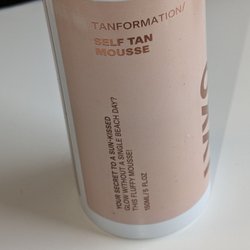 TANFORMATION/
SELF TAN
MOUSSE
YOUR SECRET TO A SUN-KISSED
GLOW WITHOUT A SINGLE BEACH DAY?
THIS FLUFFY MOUSSE!
150ML/5 FL.OZ